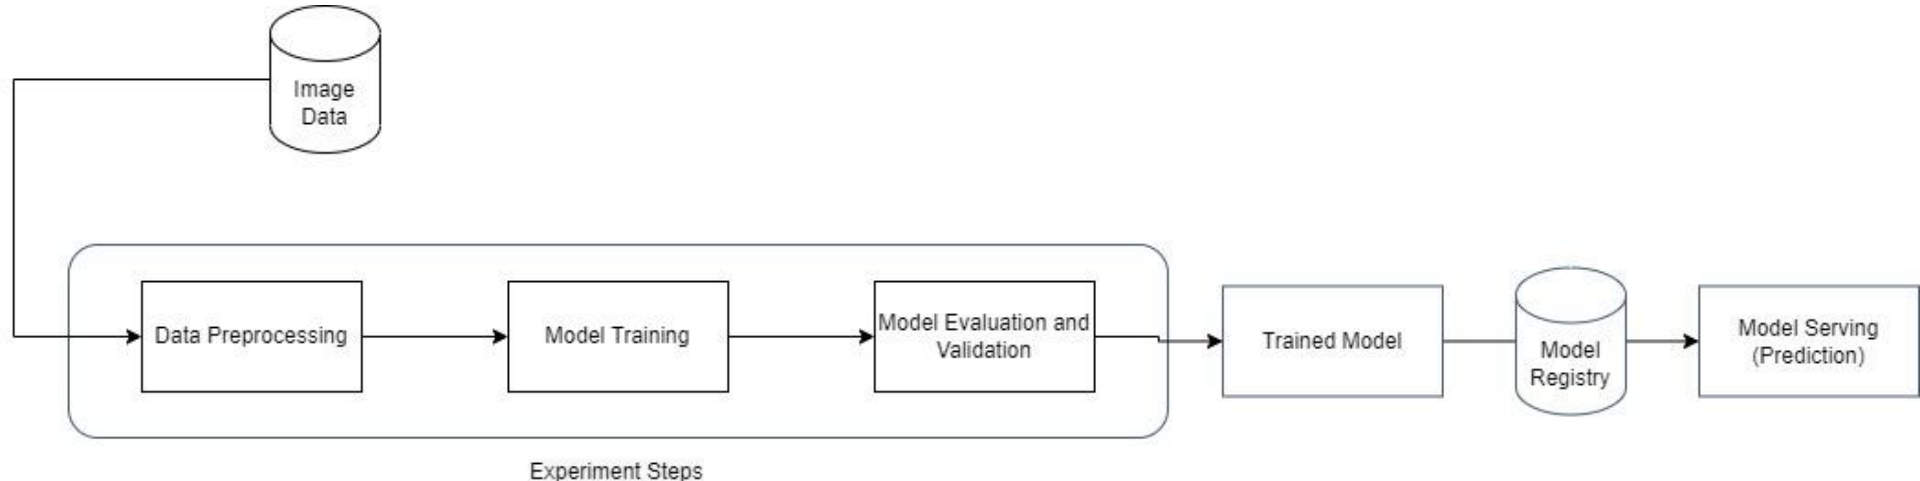 Image
Data
Data Preprocessing
Model Training
Model Evaluation and
Validation
Trained Model
Model
Registry
Model Serving
(Prediction)
Experiment Steps